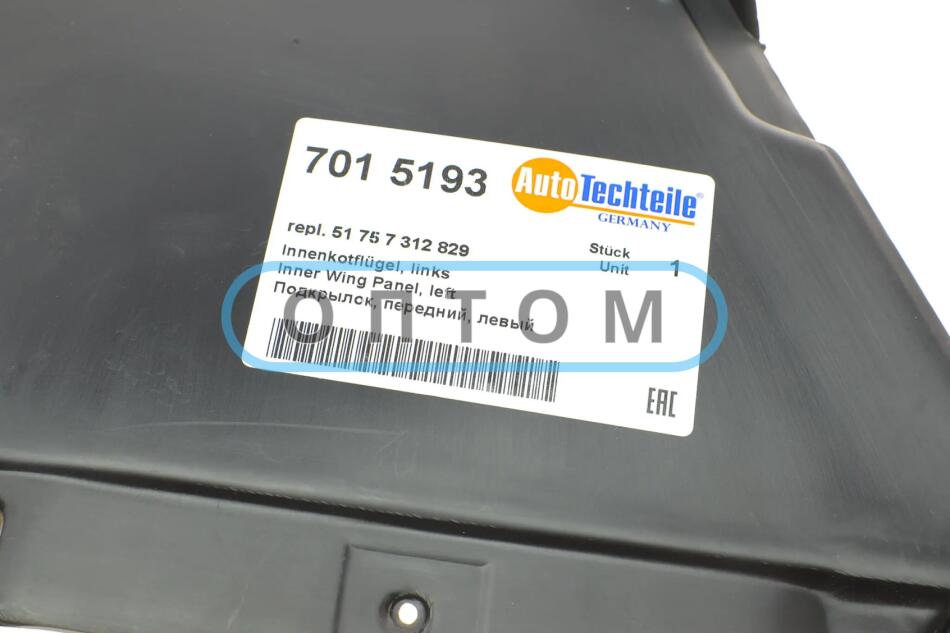 701 5193
AutoTechteile®
GERMANY
repl. 51 75 7 312 829
Innenkotflügel, links
Inner Wing Panel, left
Подкрылок, передний, левый
Stück
Unit 1
ОПТОМ
EAC